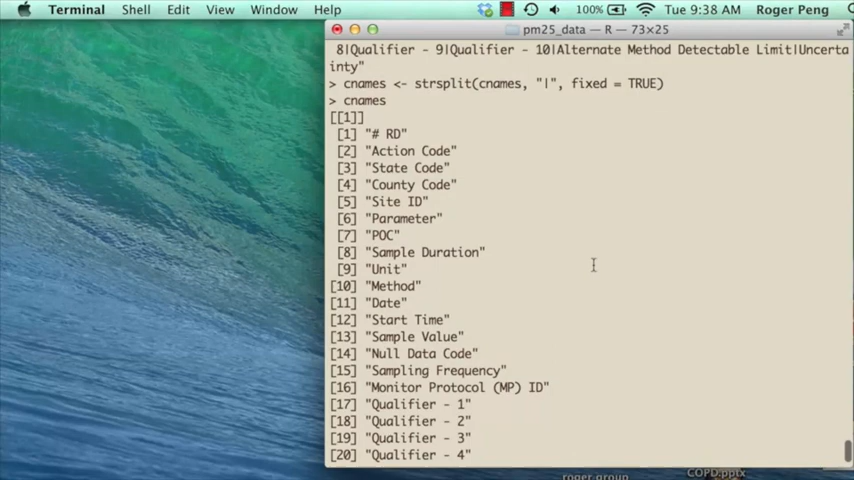 Terminal Shell Edit View Window Help 100% Tue 9:38 AM Roger Peng
pm25_data — R — 73×25
8|Qualifier - 9|Qualifier - 10|Alternate Method Detectable Limit|Uncerta
inty"
> cnames <- strsplit(cnames, "|", fixed = TRUE)
> cnames
[[1]]
[1] "# RD"
[2] "Action Code"
[3] "State Code"
[4] "County Code"
[5] "Site ID"
[6] "Parameter"
[7] "POC"
[8] "Sample Duration"
[9] "Unit"
[10] "Method"
[11] "Date"
[12] "Start Time"
[13] "Sample Value"
[14] "Null Data Code"
[15] "Sampling Frequency"
[16] "Monitor Protocol (MP) ID"
[17] "Qualifier - 1"
[18] "Qualifier - 2"
[19] "Qualifier - 3"
[20] "Qualifier - 4"
roger.group COPD.pptx